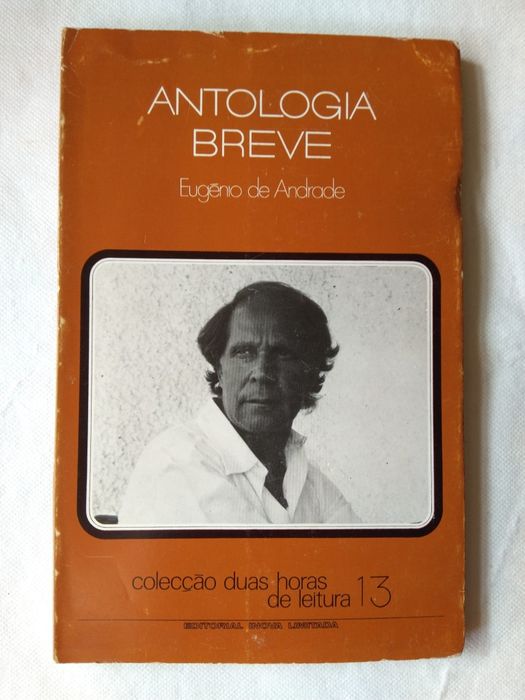 ANTOLOGIA
BREVE
Eugénio de Andrade
colecção duas horas
de leitura 13
EDITORIAL INOVA LIMITADA